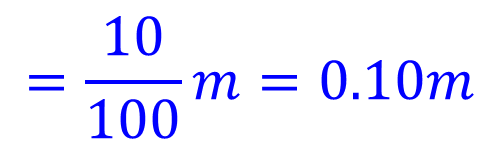 = 10/100 m = 0.10m